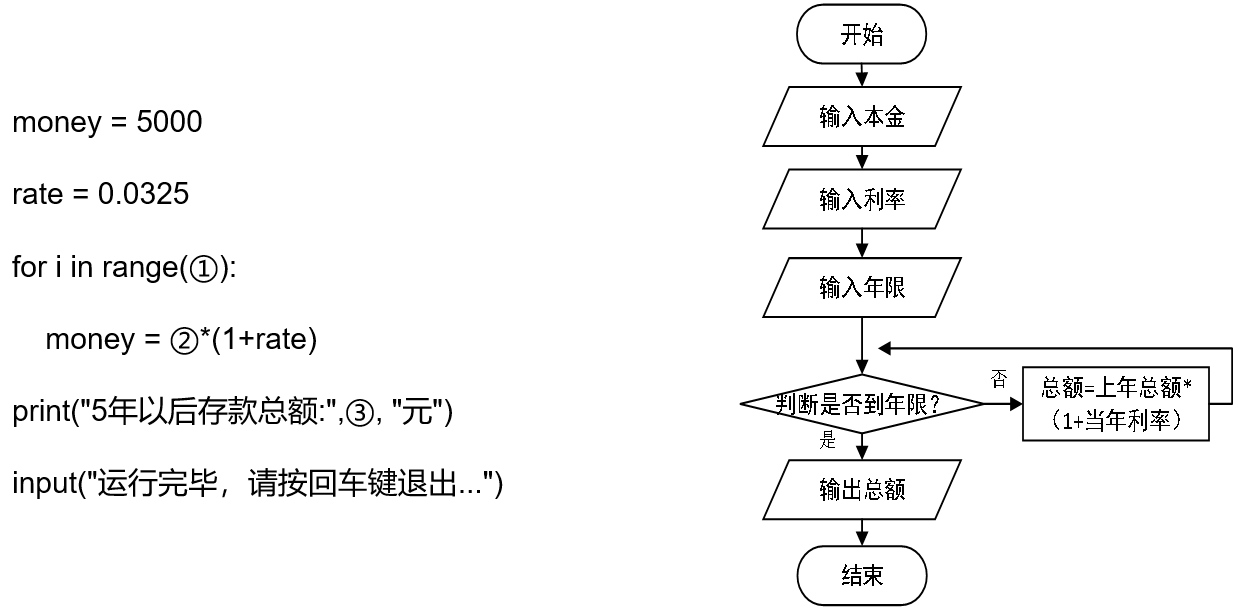 money = 5000
rate = 0.0325
for i in range(①):
money = ②*(1+rate)
print("5年以后存款总额:",③, "元")
input("运行完毕，请按回车键退出...")
开始
输入本金
输入利率
输入年限
判断是否到年限?
否
总额=上年总额*
（1+当年利率）
是
输出总额
结束